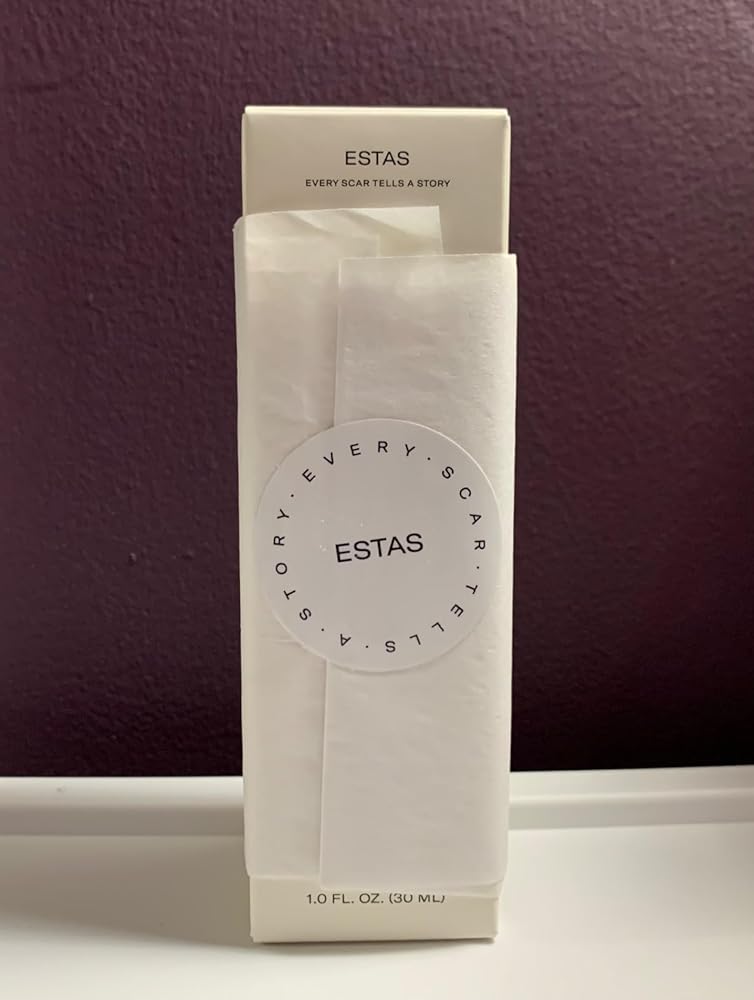 ESTAS
EVERY SCAR TELLS A STORY
EVERY · SCAR · TELLS · A · STORY ·
ESTAS
1.0 FL. OZ. (30 ML)